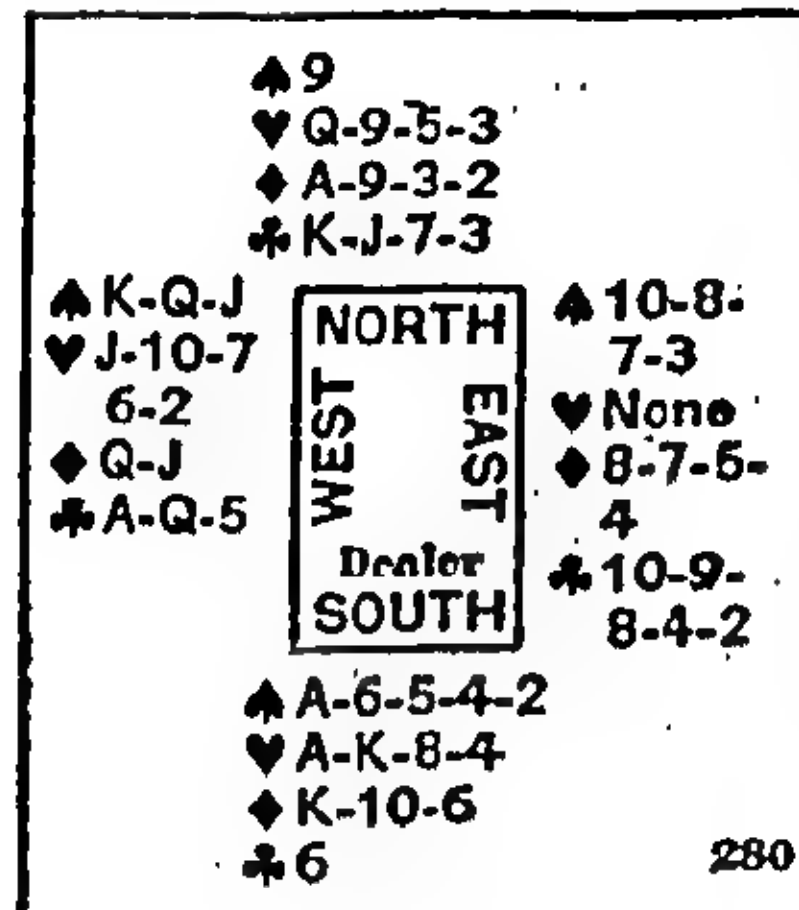 ♠ 9
♥ Q-9-5-3
♦ A-9-3-2
♣ K-J-7-3
♠ K-Q-J
♥ J-10-7
6-2
♦ Q-J
♣ A-Q-5
NORTH
WEST
EAST
Dealer
SOUTH
♠ 10-8-
7-3
♥ None
♦ 8-7-5-
4
♣ 10-9-
8-4-2
♠ A-6-5-4-2
♥ A-K-8-4
♦ K-10-6
♣ 6
280